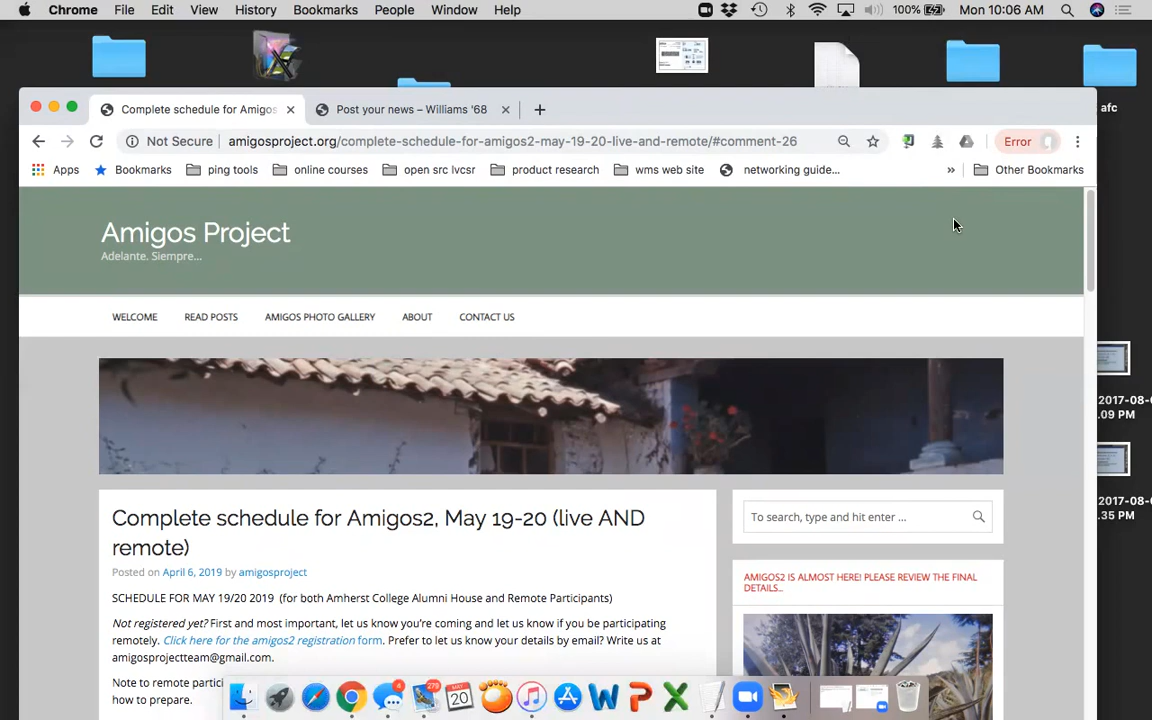 Chrome File Edit View History Bookmarks People Window Help 100% Mon 10:06 AM
afc
Complete schedule for Amigos Post your news – Williams '68
Not Secure amigosproject.org/complete-schedule-for-amigos2-may-19-20-live-and-remote/#comment-26 Error
Apps Bookmarks ping tools online courses open src lvcsr product research wms web site networking guide... » Other Bookmarks
Amigos Project
Adelante. Siempre...
WELCOME READ POSTS AMIGOS PHOTO GALLERY ABOUT CONTACT US
2017-08-
.09 PM
2017-08-
.35 PM
Complete schedule for Amigos2, May 19-20 (live AND
remote)
Posted on April 6, 2019 by amigosproject
SCHEDULE FOR MAY 19/20 2019 (for both Amherst College Alumni House and Remote Participants)
Not registered yet? First and most important, let us know you're coming and let us know if you be participating
remotely. Click here for the amigos2 registration form. Prefer to let us know your details by email? Write us at
amigosprojectteam@gmail.com.
Note to remote partici
how to prepare.
To search, type and hit enter ...
AMIGOS2 IS ALMOST HERE! PLEASE REVIEW THE FINAL
DETAILS...
4
279
MAY
20